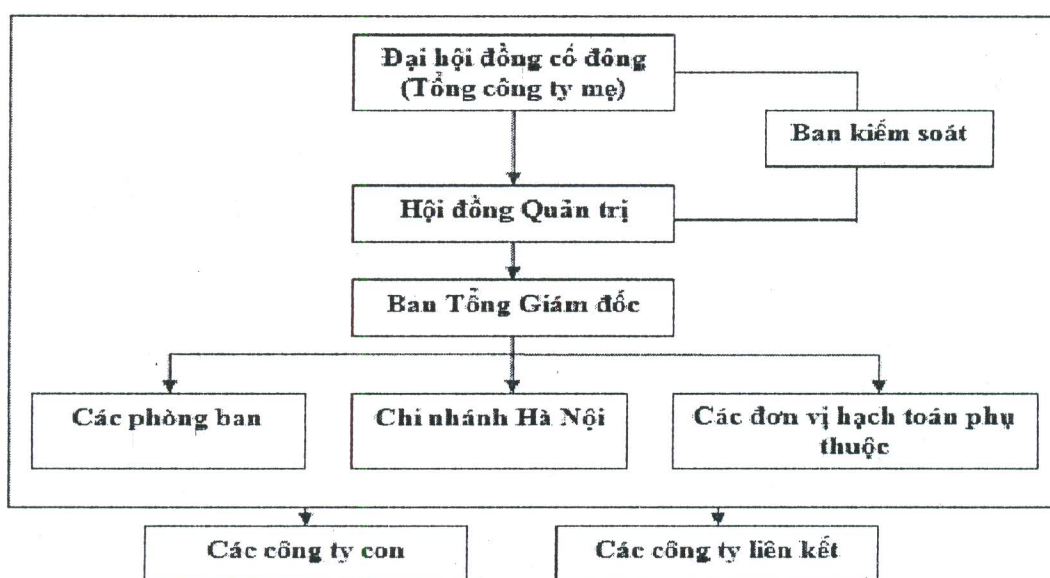 Đại hội đồng cổ đông
(Tổng công ty mẹ)
Ban kiểm soát
Hội đồng Quản trị
Ban Tổng Giám đốc
Các phòng ban
Chi nhánh Hà Nội
Các đơn vị hạch toán phụ
thuộc
Các công ty con
Các công ty liên kết